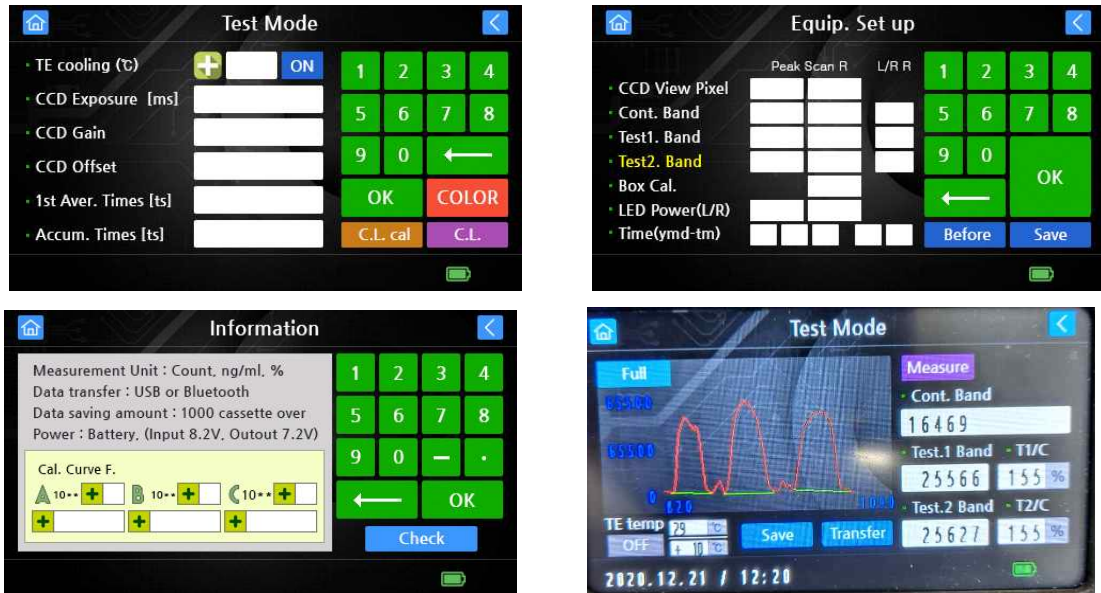 Test Mode
TE cooling (℃)
ON
CCD Exposure [ms]
CCD Gain
CCD Offset
1st Aver. Times [ts]
Accum. Times [ts]
1 2 3 4
5 6 7 8
9 0
OK COLOR
C.L. cal C.L.
Equip. Set up
Peak Scan R L/R R
CCD View Pixel
Cont. Band
Test1. Band
Test2. Band
Box Cal.
LED Power(L/R)
Time(ymd-tm)
1 2 3 4
5 6 7 8
9 0
OK
Before Save
Information
Measurement Unit : Count, ng/ml, %
Data transfer : USB or Bluetooth
Data saving amount : 1000 cassette over
Power : Battery, (Input 8.2V, Outout 7.2V)
Cal. Curve F.
A 10** + B 10** + C 10** +
+ + +
1 2 3 4
5 6 7 8
9 0 - ·
OK
Check
Test Mode
Full
65500
0 620
Measure
Cont. Band
16469
Test.1 Band T1/C
25566 155 %
Test.2 Band T2/C
25627 155 %
TE temp 29 ℃
OFF + 10 ℃
Save Transfer
2020.12.21 / 12:20